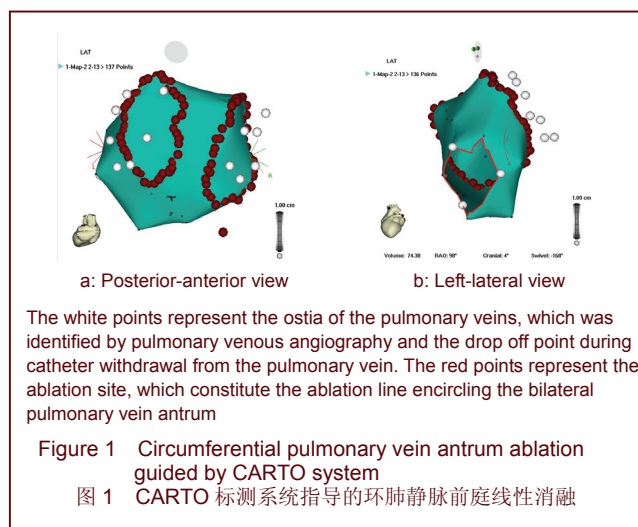 LAT
1-Map-2 2-13 > 137 Points
L
R
1.00 cm
a: Posterior-anterior view
LAT
1-Map-2 2-13 > 136 Points
1.00 cm
Volume: 74.38 RAO: 98° Cranial: 4° Swivel: -168°
b: Left-lateral view
The white points represent the ostia of the pulmonary veins, which was
identified by pulmonary venous angiography and the drop off point during
catheter withdrawal from the pulmonary vein. The red points represent the
ablation site, which constitute the ablation line encircling the bilateral
pulmonary vein antrum
Figure 1 Circumferential pulmonary vein antrum ablation
guided by CARTO system
图 1 CARTO 标测系统指导的环肺静脉前庭线性消融